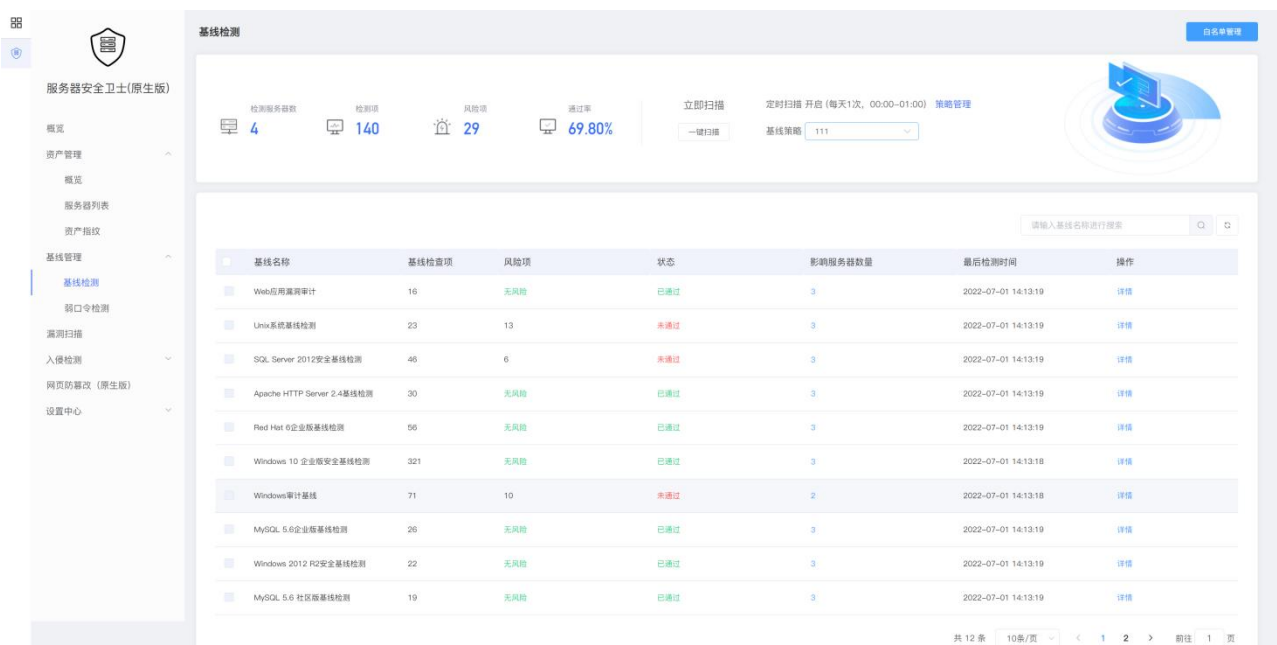 基线检测
白名单管理
服务器安全卫士(原生版)
概览
资产管理
概览
服务器列表
资产指纹
基线管理
基线检测
弱口令检测
漏洞扫描
入侵检测
网页防篡改（原生版）
设置中心
检测服务器数 检测项 风险项 通过率
4 140 29 69.80%
立即扫描 定时扫描 开启 (每天1次，00:00-01:00) 策略管理
一键扫描 基线策略 111
请输入基线名称进行搜索
基线名称 基线检查项 风险项 状态 影响服务器数量 最后检测时间 操作
Web应用漏洞审计 16 无风险 已通过 3 2022-07-01 14:13:19 详情
Unix系统基线检测 23 13 未通过 3 2022-07-01 14:13:19 详情
SQL Server 2012安全基线检测 46 6 未通过 3 2022-07-01 14:13:19 详情
Apache HTTP Server 2.4基线检测 30 无风险 已通过 3 2022-07-01 14:13:19 详情
Red Hat 6企业版基线检测 56 无风险 已通过 3 2022-07-01 14:13:19 详情
Windows 10 企业版安全基线检测 321 无风险 已通过 3 2022-07-01 14:13:18 详情
Windows审计基线 71 10 未通过 2 2022-07-01 14:13:18 详情
MySQL 5.6企业版基线检测 26 无风险 已通过 3 2022-07-01 14:13:19 详情
Windows 2012 R2安全基线检测 22 无风险 已通过 3 2022-07-01 14:13:19 详情
MySQL 5.6 社区版基线检测 19 无风险 已通过 3 2022-07-01 14:13:19 详情
共 12 条 10条/页 1 2 前往 1 页